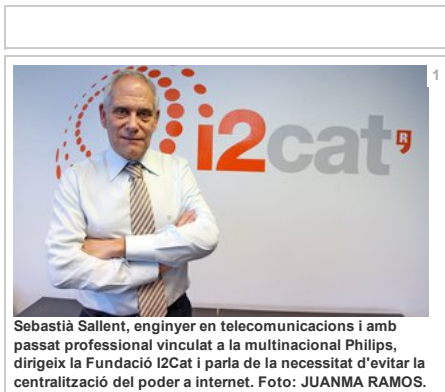 1
i2cat
R
Sebastià Sallent, enginyer en telecomunicacions i amb
passat professional vinculat a la multinacional Philips,
dirigeix la Fundació I2Cat i parla de la necessitat d'evitar la
centralització del poder a internet. Foto: JUANMA RAMOS.